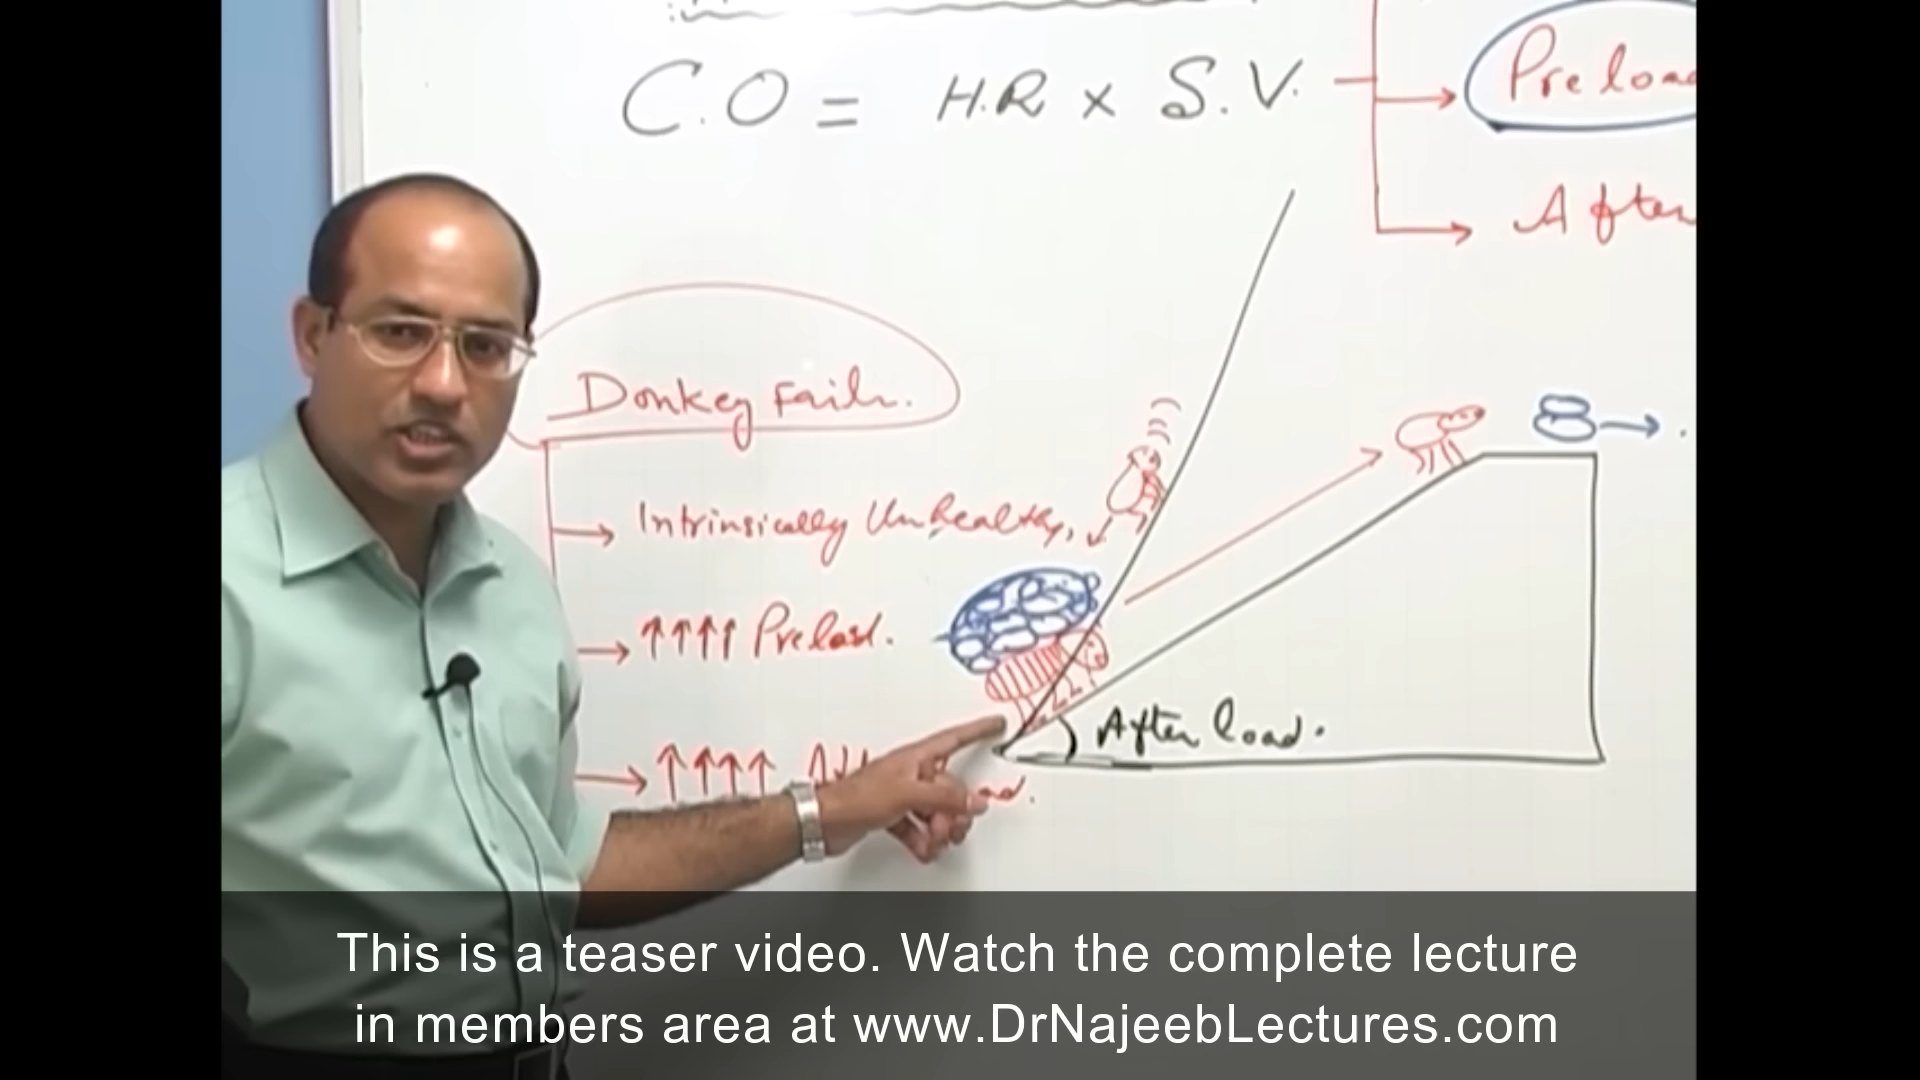 C.O = H.R x S.V.
Preload
After
Donkey Fails.
Intrinsically Unhealthy,
↑↑↑↑ Preload.
↑↑↑↑
After load.
This is a teaser video. Watch the complete lecture
in members area at www.DrNajeebLectures.com